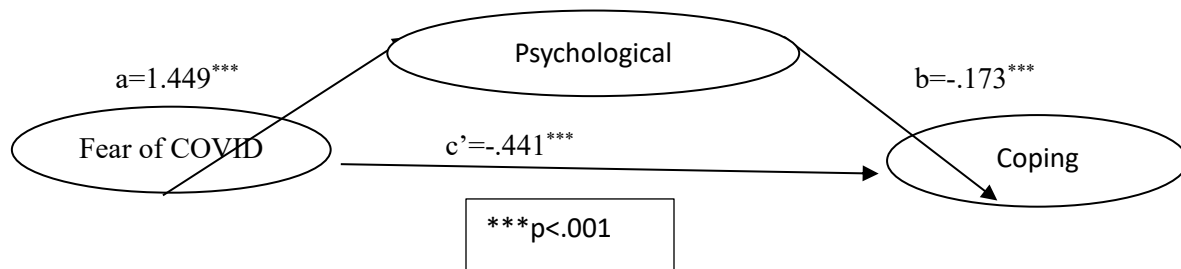 Psychological
a=1.449***
b=-.173***
Fear of COVID
c’=-.441***
Coping
***p<.001